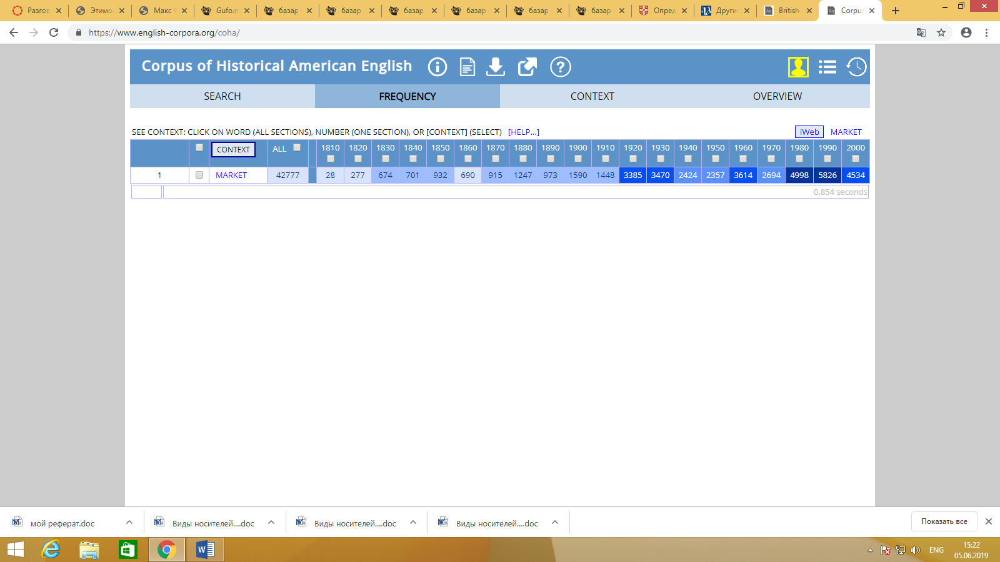 Разгов
Этимо
Макс
Gufo.m
базар
базар
базар
базар
базар
базар
Опред
Други
British
Corpus
https://www.english-corpora.org/coha/
Corpus of Historical American English
SEARCH FREQUENCY CONTEXT OVERVIEW
SEE CONTEXT: CLICK ON WORD (ALL SECTIONS), NUMBER (ONE SECTION), OR [CONTEXT] (SELECT) [HELP...] iWeb MARKET
CONTEXT ALL 1810 1820 1830 1840 1850 1860 1870 1880 1890 1900 1910 1920 1930 1940 1950 1960 1970 1980 1990 2000
1 MARKET 42777 28 277 674 701 932 690 915 1247 973 1590 1448 3385 3470 2424 2357 3614 2694 4998 5826 4534
0.854 seconds
мой реферат.doc Виды носителей....doc Виды носителей....doc Виды носителей....doc Показать все
ENG 15:22
05.06.2019